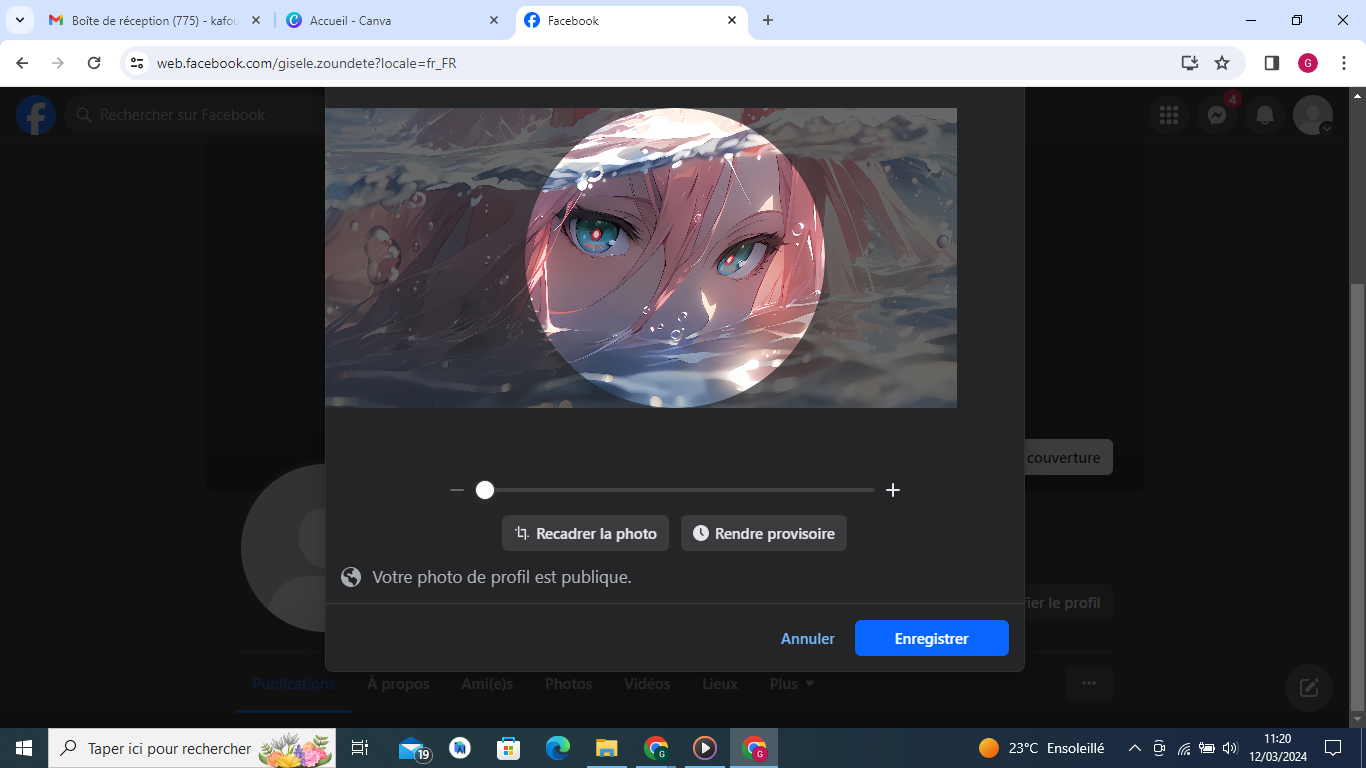 Boîte de réception (775) - kafou
Accueil - Canva
Facebook
web.facebook.com/gisele.zoundete?locale=fr_FR
G
Rechercher sur Facebook
4
couverture
Recadrer la photo
Rendre provisoire
Votre photo de profil est publique.
fier le profil
Annuler
Enregistrer
Publications
À propos
Ami(e)s
Photos
Vidéos
Lieux
Plus
Taper ici pour rechercher
19
G
G
23°C Ensoleillé
11:20
12/03/2024